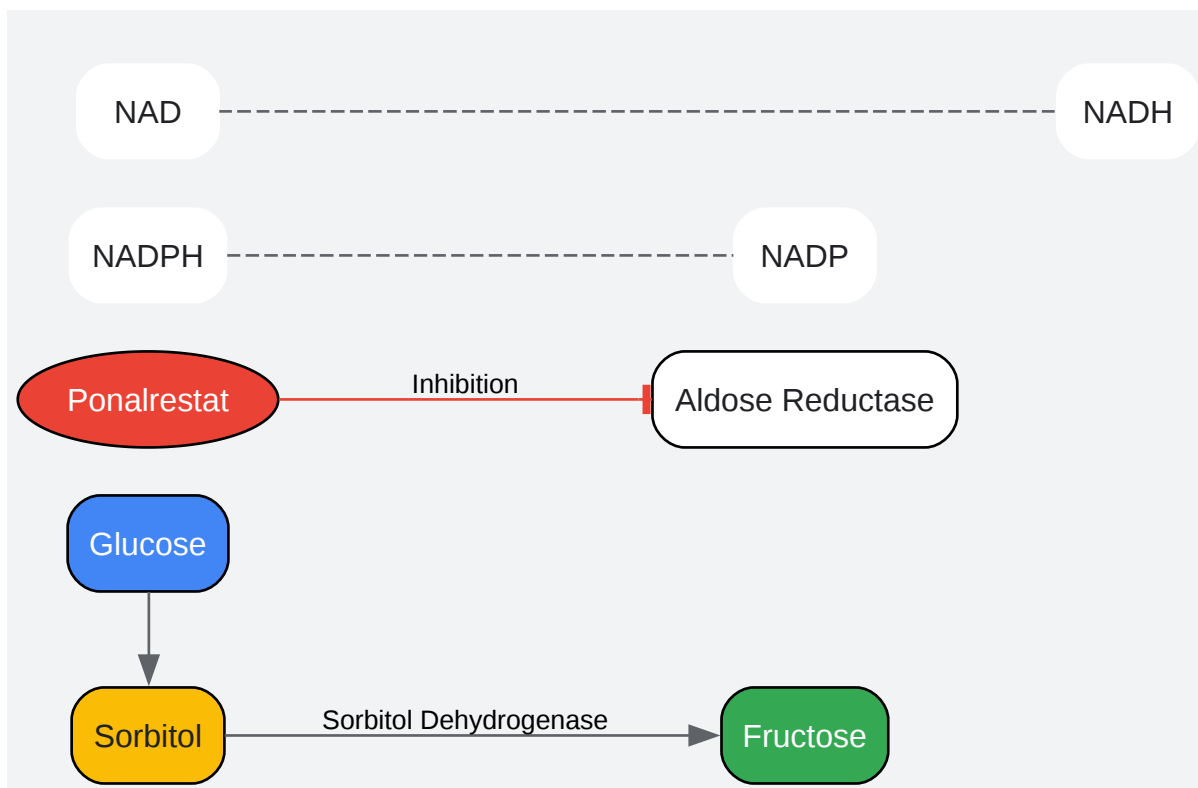 NAD
NADH
NADPH
NADP
Ponalrestat
Inhibition
Aldose Reductase
Glucose
Sorbitol
Sorbitol Dehydrogenase
Fructose